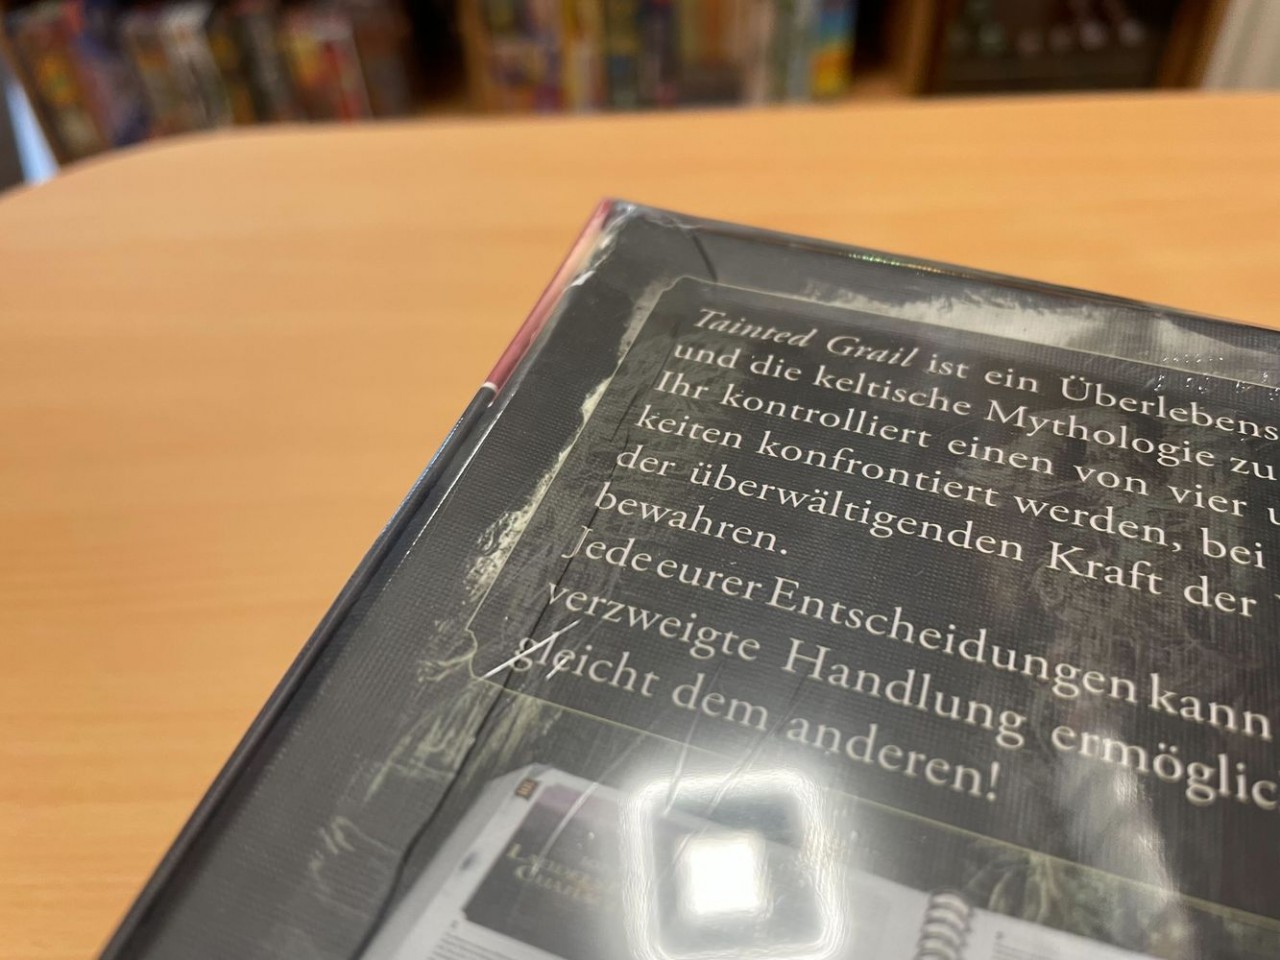 Tainted Grail ist ein Überlebens
und die keltische Mythologie zu
Ihr kontrolliert einen von vier
keiten konfrontiert werden, bei
der überwältigenden Kraft der
bewahren.
Jede eurer Entscheidungen kann
verzweigte Handlung ermöglic
gleicht dem anderen!